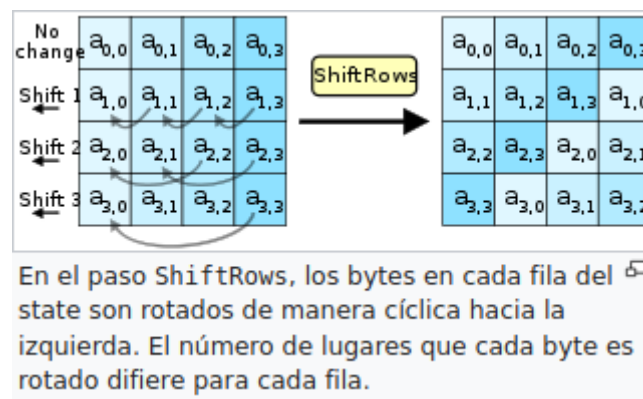 No change a0,0 a0,1 a0,2 a0,3 a0,0 a0,1 a0,2 a0,3
ShiftRows
Shift 1 a1,0 a1,1 a1,2 a1,3 a1,1 a1,2 a1,3 a1,0
Shift 2 a2,0 a2,1 a2,2 a2,3 a2,2 a2,3 a2,0 a2,1
Shift 3 a3,0 a3,1 a3,2 a3,3 a3,3 a3,0 a3,1 a3,2
En el paso ShiftRows, los bytes en cada fila del
state son rotados de manera cíclica hacia la
izquierda. El número de lugares que cada byte es
rotado difiere para cada fila.